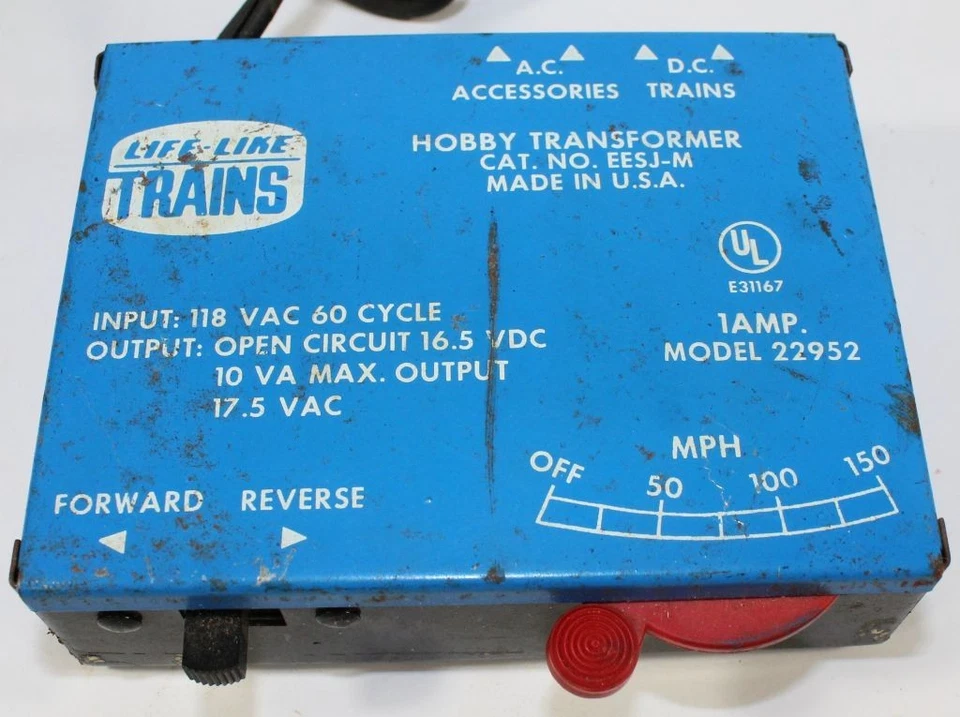 A.C. D.C.
ACCESSORIES TRAINS
LIFE-LIKE
TRAINS
HOBBY TRANSFORMER
CAT. NO. EESJ-M
MADE IN U.S.A.
UL
E31167
INPUT: 118 VAC 60 CYCLE
OUTPUT: OPEN CIRCUIT 16.5 VDC
10 VA MAX. OUTPUT
17.5 VAC
1AMP.
MODEL 22952
MPH
OFF 50 100 150
FORWARD REVERSE